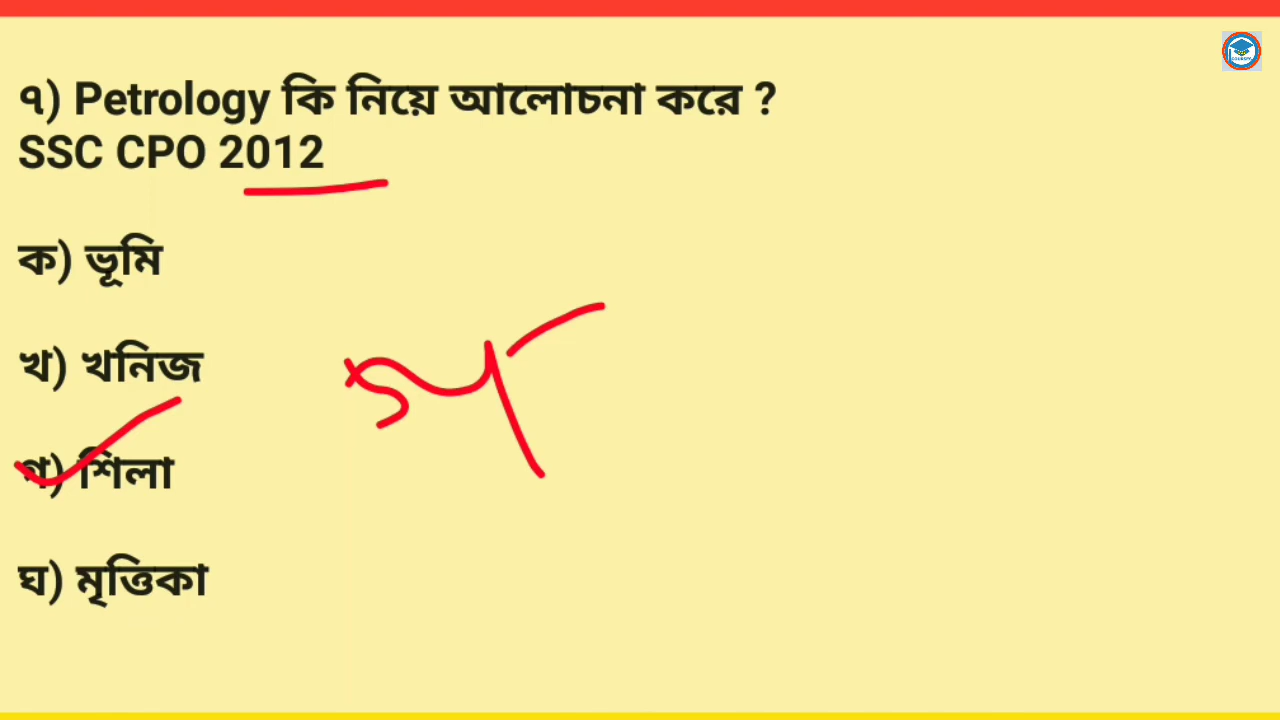 ৭) Petrology কি নিয়ে আলোচনা করে ?
SSC CPO 2012
ক) ভূমি
খ) খনিজ
গ) শিলা
ঘ) মৃত্তিকা